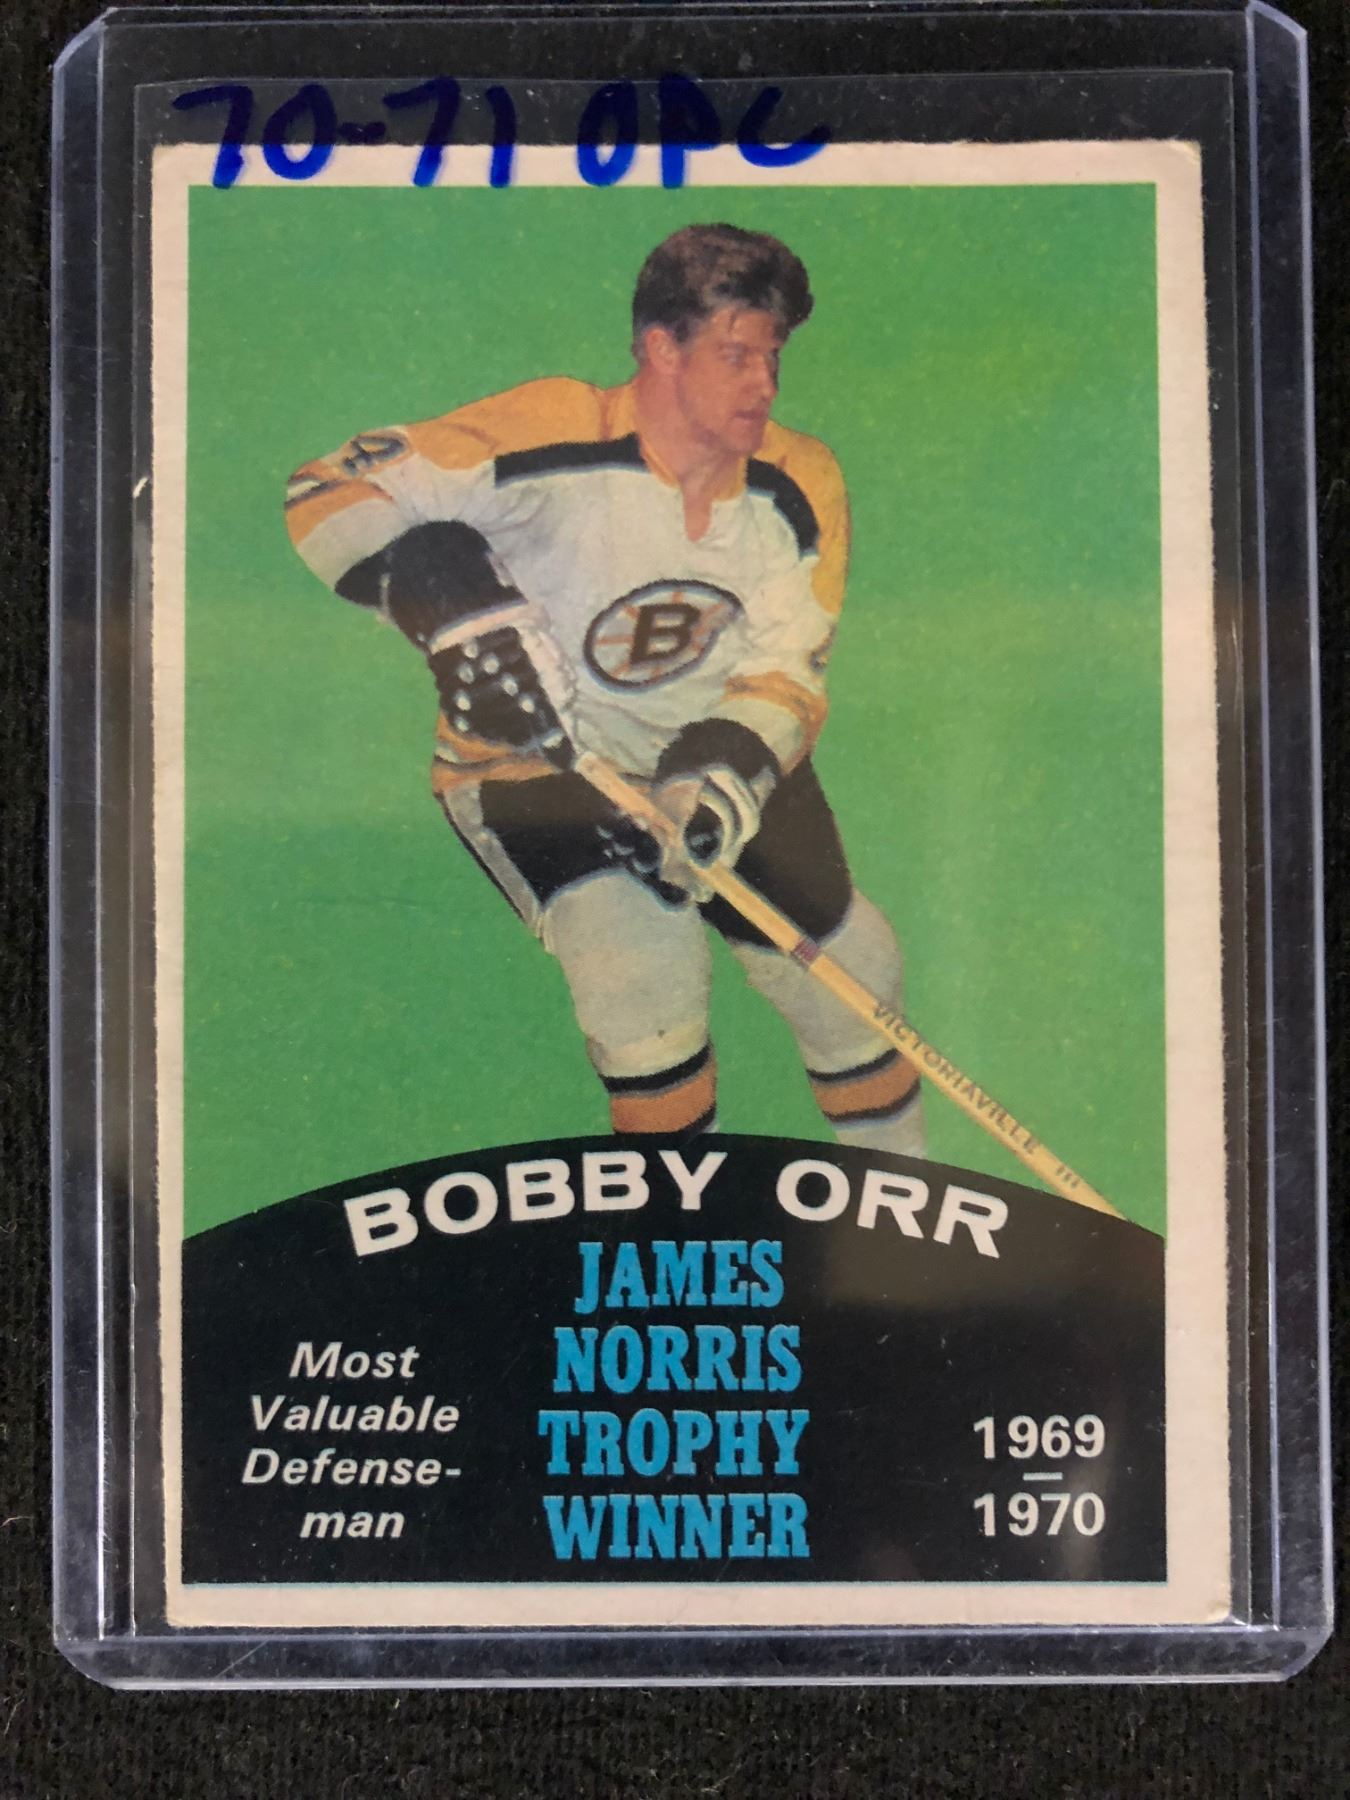 70-71 OPC
B
VICTORIAVILLE
BOBBY ORR
JAMES
NORRIS
TROPHY
WINNER
Most
Valuable
Defense-
man
1969
—
1970